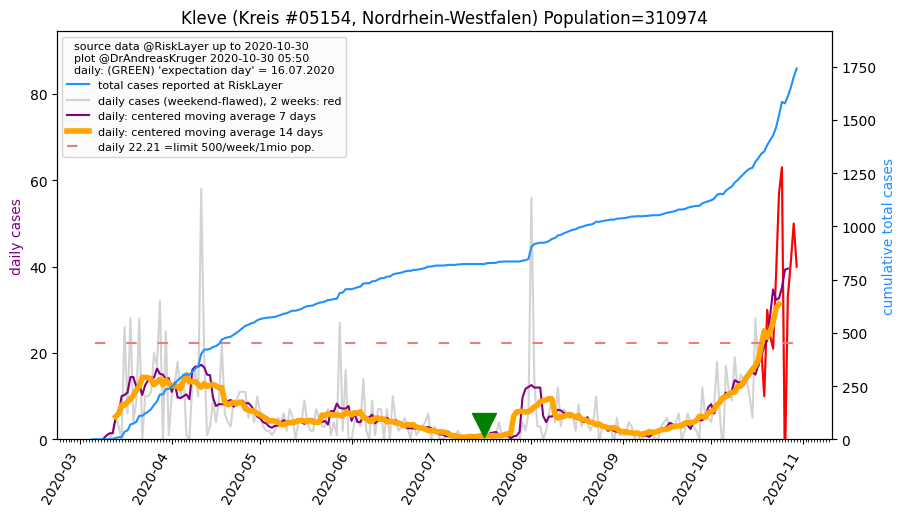 Kleve (Kreis #05154, Nordrhein-Westfalen) Population=310974
source data @RiskLayer up to 2020-10-30
plot @DrAndreasKruger 2020-10-30 05:50
daily: (GREEN) 'expectation day' = 16.07.2020
total cases reported at RiskLayer
daily cases (weekend-flawed), 2 weeks: red
daily: centered moving average 7 days
daily: centered moving average 14 days
daily 22.21 =limit 500/week/1mio pop.
daily cases
80
60
40
20
0
cumulative total cases
1750
1500
1250
1000
750
500
250
0
2020-03
2020-04
2020-05
2020-06
2020-07
2020-08
2020-09
2020-10
2020-11